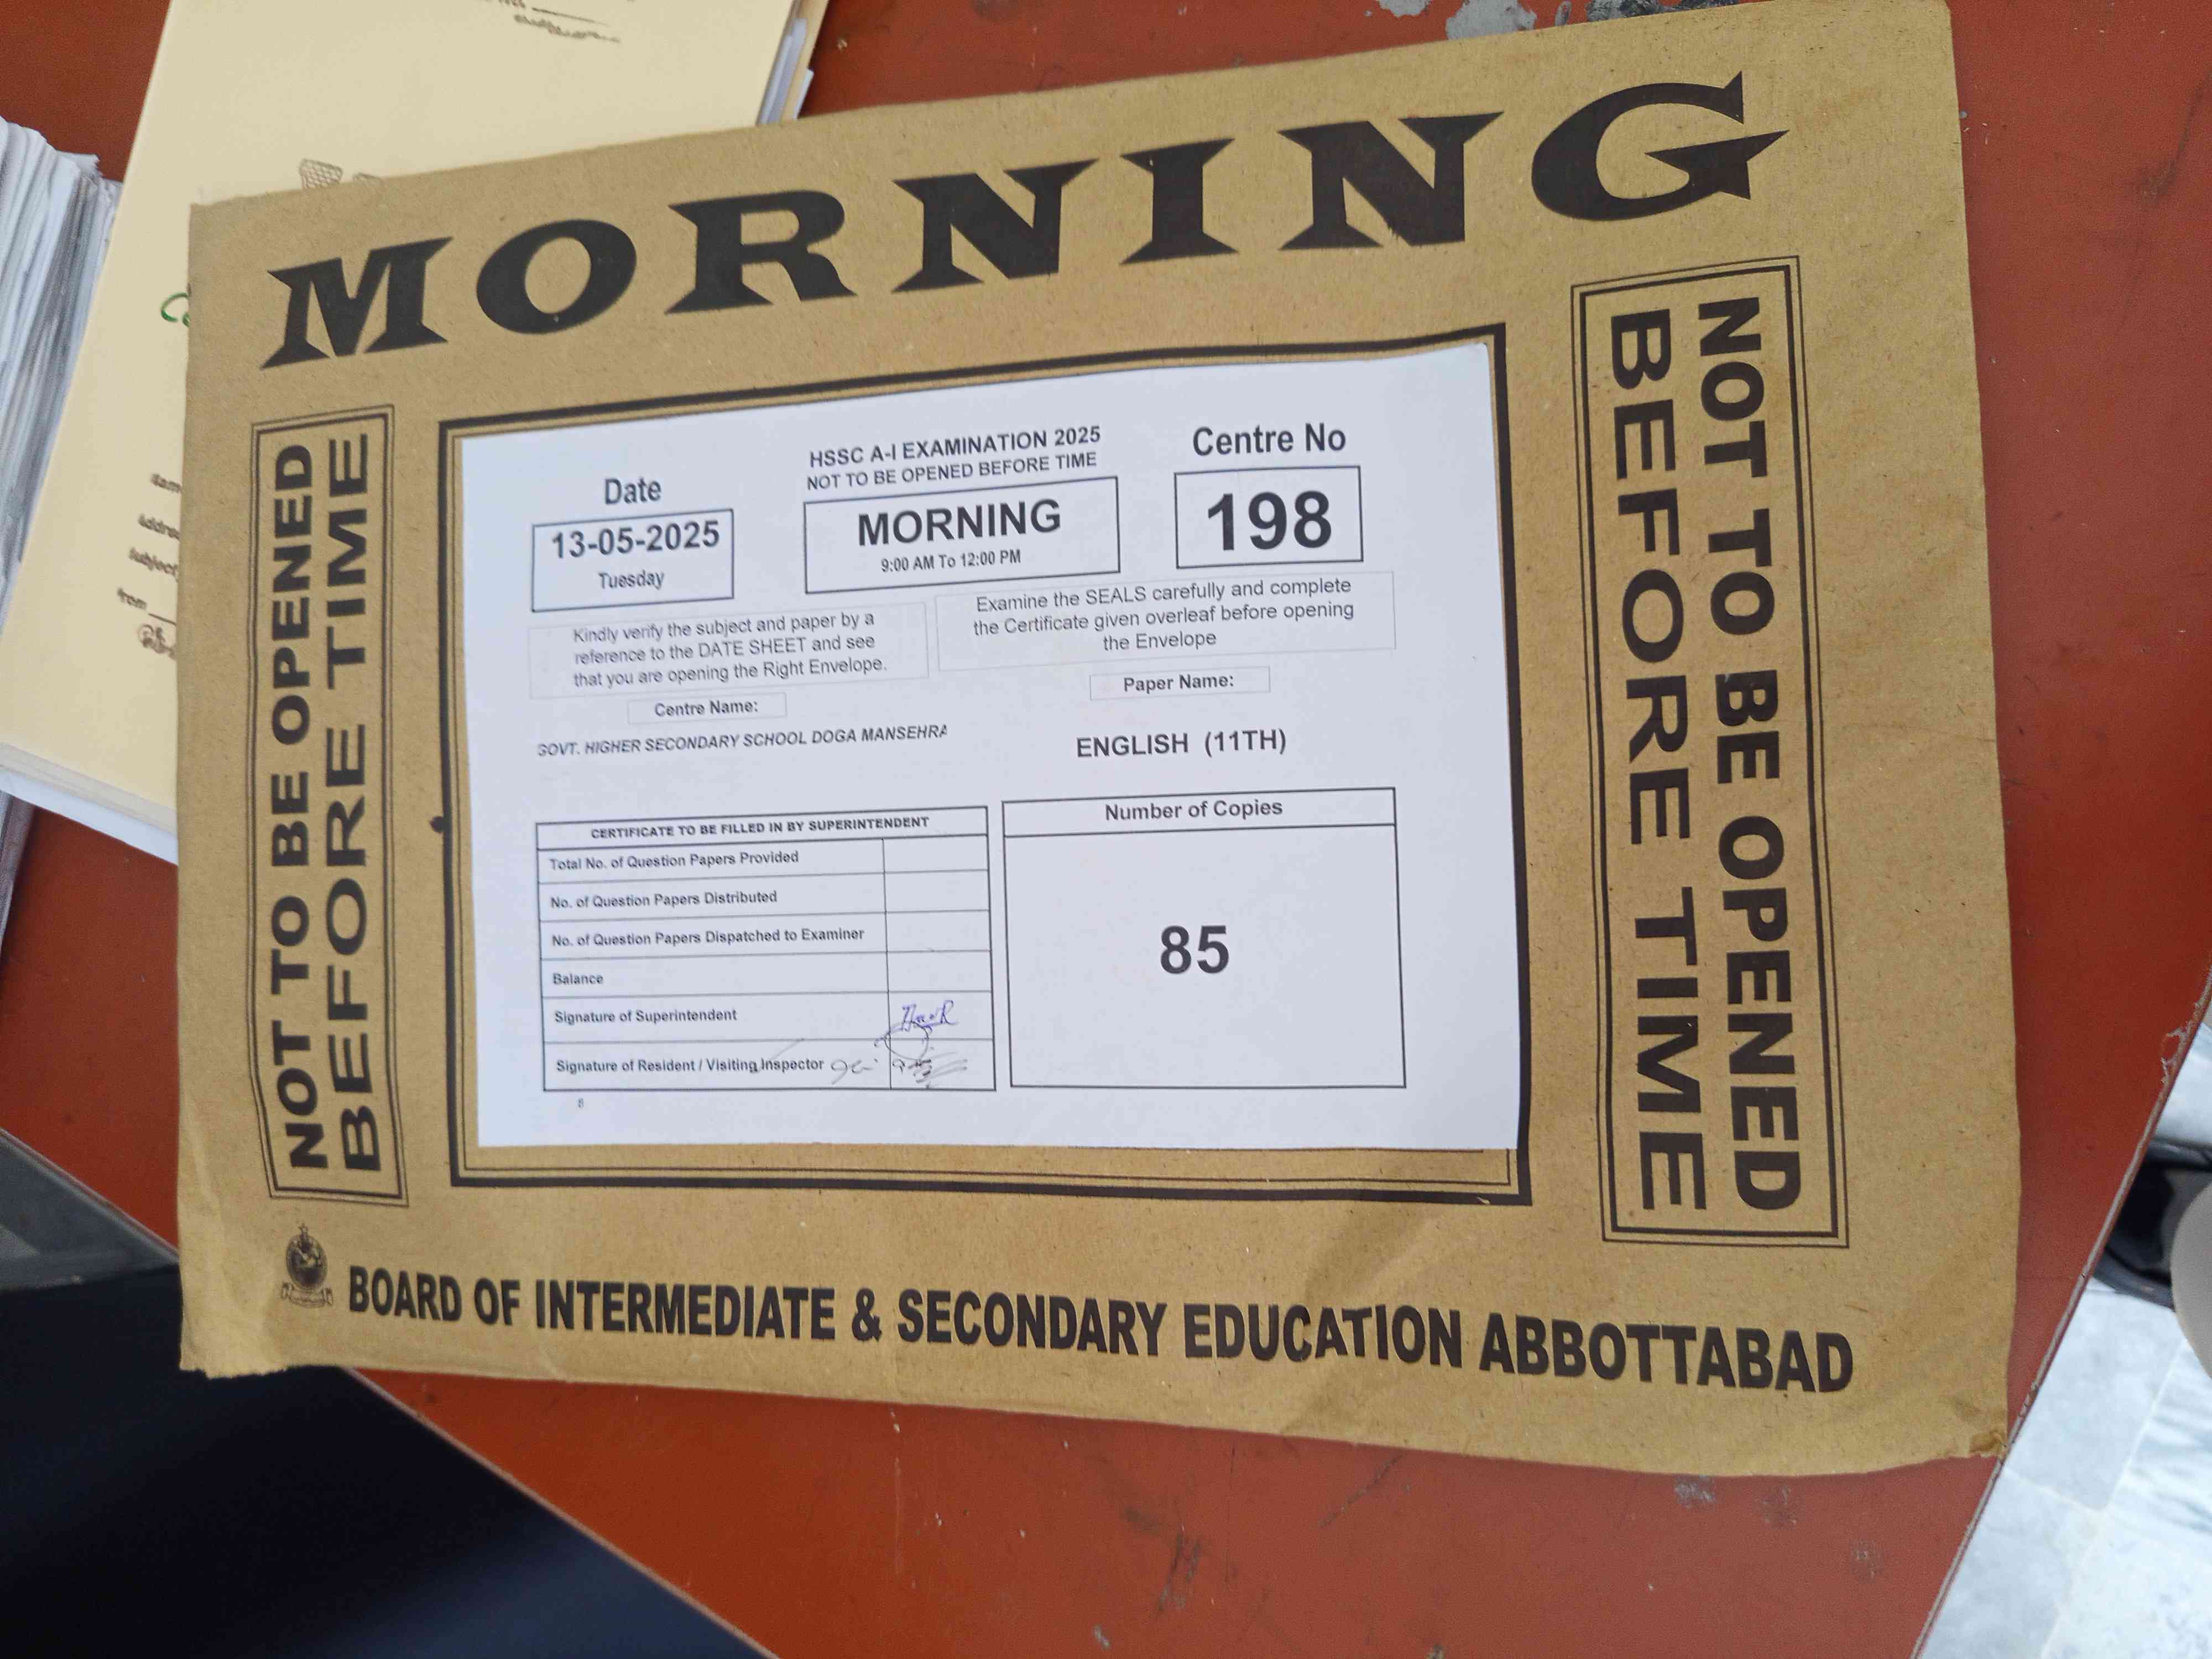 MORNING
NOT TO BE OPENED
BEFORE TIME
HSSC A-I EXAMINATION 2025
NOT TO BE OPENED BEFORE TIME
Date
13-05-2025
Tuesday
MORNING
9:00 AM To 12:00 PM
Centre No
198
Kindly verify the subject and paper by a
reference to the DATE SHEET and see
that you are opening the Right Envelope.
Examine the SEALS carefully and complete
the Certificate given overleaf before opening
the Envelope
Centre Name:
GOVT. HIGHER SECONDARY SCHOOL DOGA MANSEHRA
Paper Name:
ENGLISH (11TH)
CERTIFICATE TO BE FILLED IN BY SUPERINTENDENT
Total No. of Question Papers Provided
No. of Question Papers Distributed
No. of Question Papers Dispatched to Examiner
Balance
Signature of Superintendent
Signature of Resident / Visiting Inspector
Number of Copies
85
NOT TO BE OPENED
BEFORE TIME
BOARD OF INTERMEDIATE & SECONDARY EDUCATION ABBOTTABAD